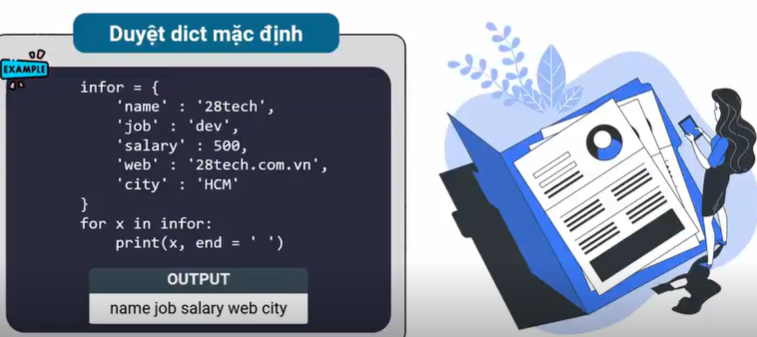 Duyệt dict mặc định
EXAMPLE
infor = {
    'name' : '28tech',
    'job' : 'dev',
    'salary' : 500,
    'web' : '28tech.com.vn',
    'city' : 'HCM'
}
for x in infor:
    print(x, end = ' ')
OUTPUT
name job salary web city